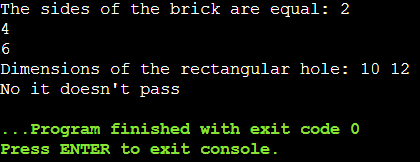 The sides of the brick are equal: 2
4
6
Dimensions of the rectangular hole: 10 12
No it doesn't pass
...Program finished with exit code 0
Press ENTER to exit console.